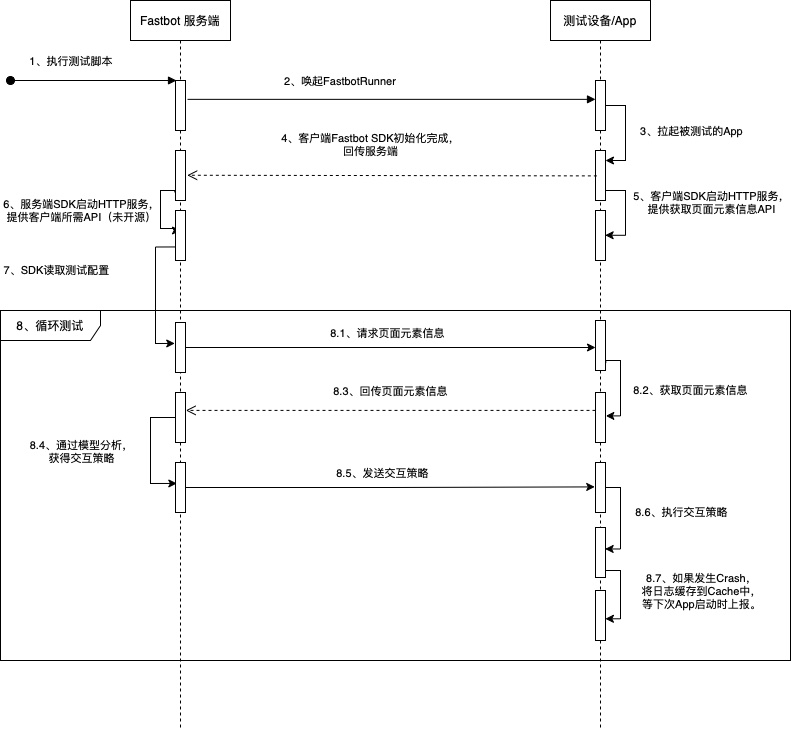 Fastbot 服务端
测试设备/App
1、执行测试脚本
2、唤起FastbotRunner
3、拉起被测试的App
4、客户端Fastbot SDK初始化完成，
回传服务端
5、客户端SDK启动HTTP服务，
提供获取页面元素信息API
6、服务端SDK启动HTTP服务，
提供客户端所需API（未开源）
7、SDK读取测试配置
8、循环测试
8.1、请求页面元素信息
8.2、获取页面元素信息
8.3、回传页面元素信息
8.4、通过模型分析，
获得交互策略
8.5、发送交互策略
8.6、执行交互策略
8.7、如果发生Crash，
将日志缓存到Cache中，
等下次App启动时上报。